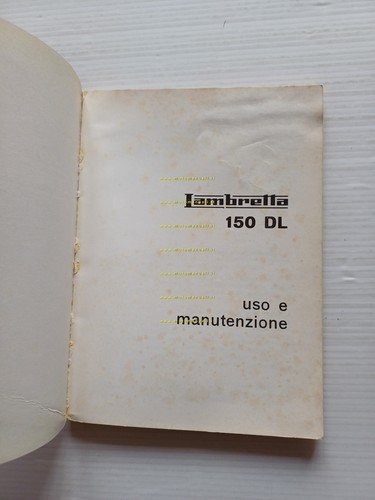 Lambretta
150 DL
uso e
manutenzione